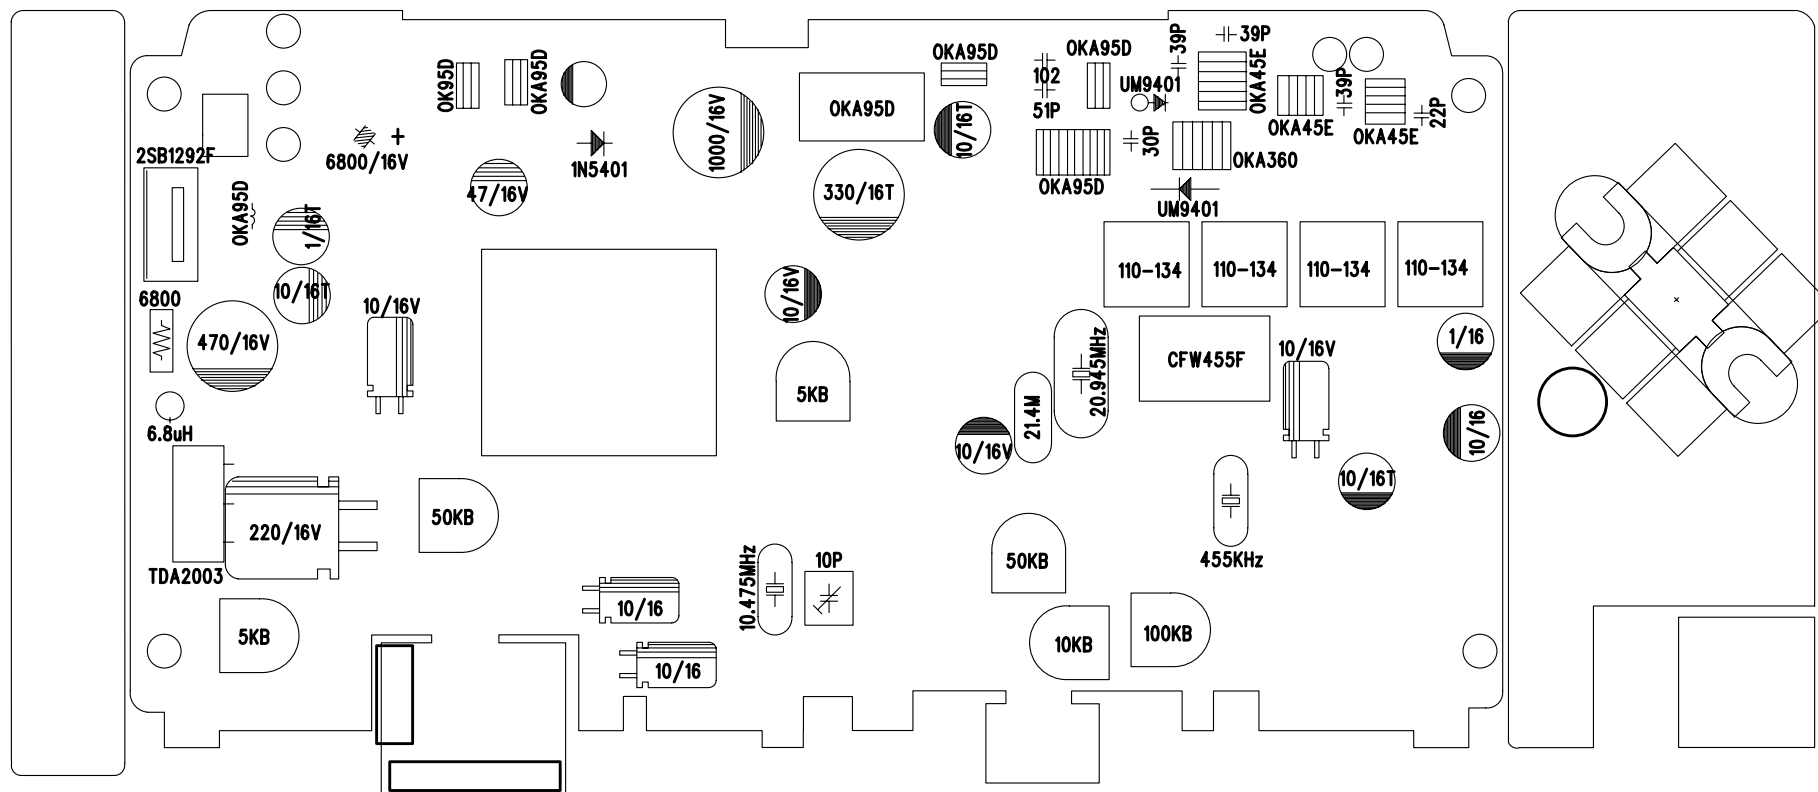 39P
39P
OKA95D
OKA95D
OK95D
OKA95D
102
51P
UM9401
OKA45E
39P
22P
OKA45E
OKA45E
OKA95D
10/16T
1000/16V
+
6800/16V
1N5401
30P
OKA360
2SB1292F
47/16V
330/16T
OKA95D
UM9401
OKA95D
1/16T
110-134
110-134
110-134
110-134
6800
10/16T
10/16V
10/16V
470/16V
20.945MHz
CFW455F
10/16V
1/16
5KB
21.4M
6.8uH
10/16V
10/16
10/16T
220/16V
50KB
TDA2003
10.475MHz
10P
50KB
455KHz
10/16
5KB
10KB
100KB
10/16